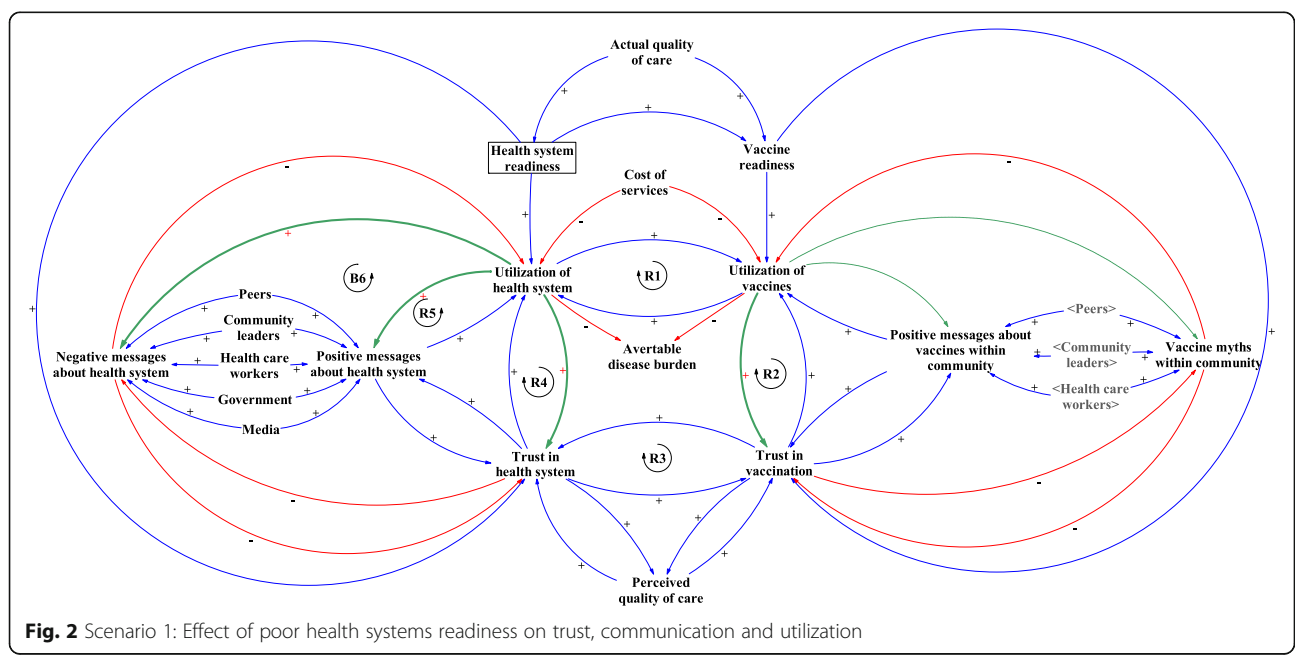 Actual quality
of care
+
+
+
Health system
readiness
Vaccine
readiness
-
-
Cost of
services
+
+
-
-
+
+
B6
Utilization of
health system
R1
Utilization of
vaccines
+
R5
+
-
-
Peers
+
+
Community
leaders
+
+
Negative messages
about health system
Health care
workers
+
+
Positive messages
about health system
Government
+
+
Media
+
+
+
+
Avertable
disease burden
R4
+
+
R2
+
+
+
Positive messages about
vaccines within
community
<Peers>
+
+
<Community
leaders>
+
+
<Health care
workers>
+
+
Vaccine myths
within community
+
+
+
+
+
+
Trust in
health system
R3
+
+
Trust in
vaccination
-
-
-
-
+
+
+
+
Perceived
quality of care
Fig. 2 Scenario 1: Effect of poor health systems readiness on trust, communication and utilization